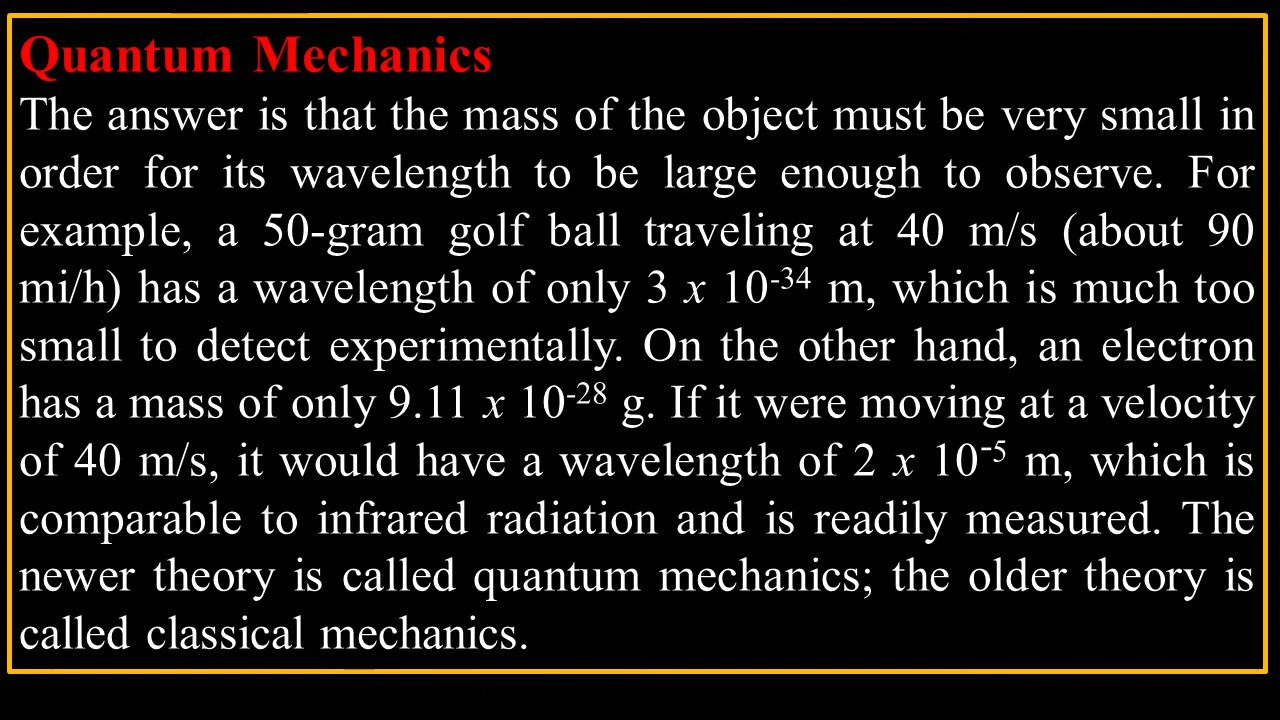 Quantum Mechanics
The answer is that the mass of the object must be very small in
order for its wavelength to be large enough to observe. For
example, a 50-gram golf ball traveling at 40 m/s (about 90
mi/h) has a wavelength of only 3 x 10⁻³⁴ m, which is much too
small to detect experimentally. On the other hand, an electron
has a mass of only 9.11 x 10⁻²⁸ g. If it were moving at a velocity
of 40 m/s, it would have a wavelength of 2 x 10⁻⁵ m, which is
comparable to infrared radiation and is readily measured. The
newer theory is called quantum mechanics; the older theory is
called classical mechanics.